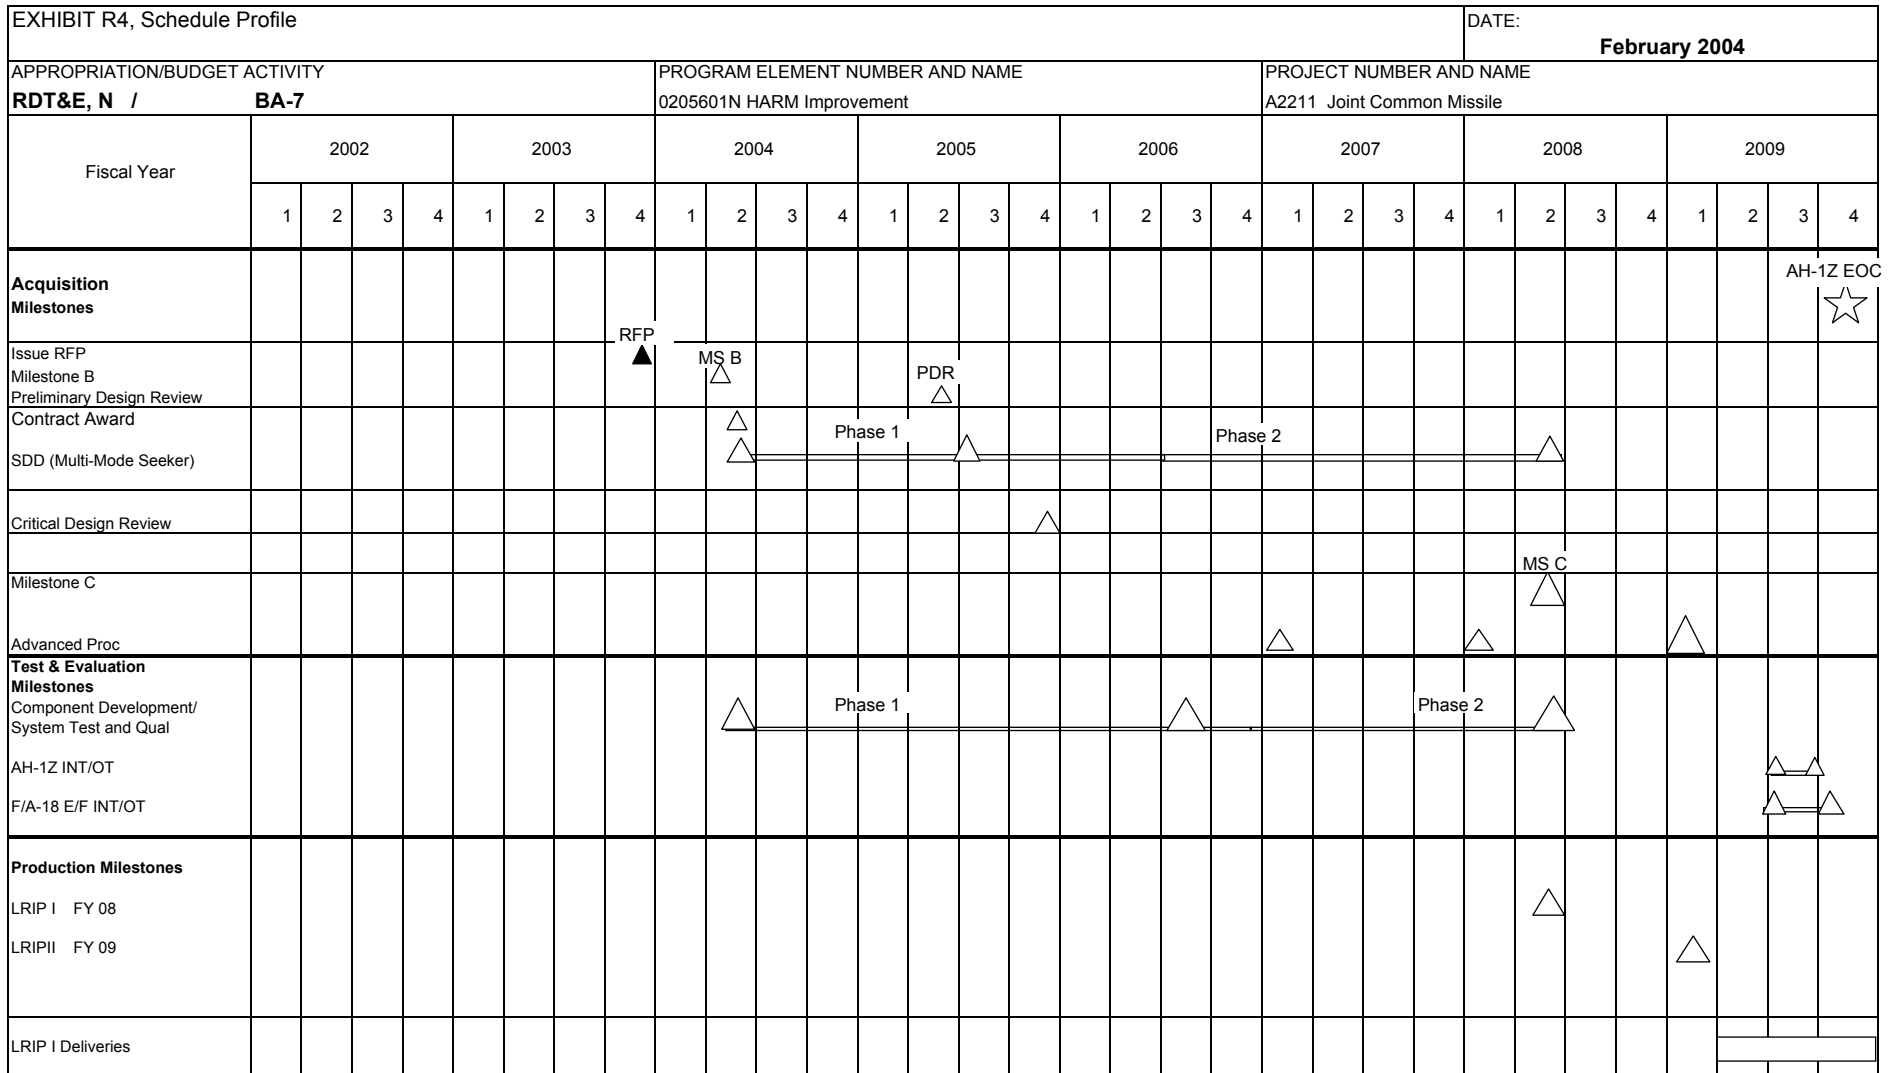 EXHIBIT R4, Schedule Profile
DATE:
February 2004
APPROPRIATION/BUDGET ACTIVITY
PROGRAM ELEMENT NUMBER AND NAME
PROJECT NUMBER AND NAME
RDT&E, N / BA-7
0205601N HARM Improvement
A2211 Joint Common Missile
Fiscal Year
2002 2003 2004 2005 2006 2007 2008 2009
1 2 3 4 1 2 3 4 1 2 3 4 1 2 3 4 1 2 3 4 1 2 3 4 1 2 3 4 1 2 3 4
AH-1Z EOC
Acquisition
Milestones
RFP
Issue RFP
MS B
Milestone B
PDR
Preliminary Design Review
Contract Award
Phase 1
Phase 2
SDD (Multi-Mode Seeker)
Critical Design Review
MS C
Milestone C
Advanced Proc
Test & Evaluation
Milestones
Component Development/
Phase 1
Phase 2
System Test and Qual
AH-1Z INT/OT
F/A-18 E/F INT/OT
Production Milestones
LRIP I FY 08
LRIPII FY 09
LRIP I Deliveries